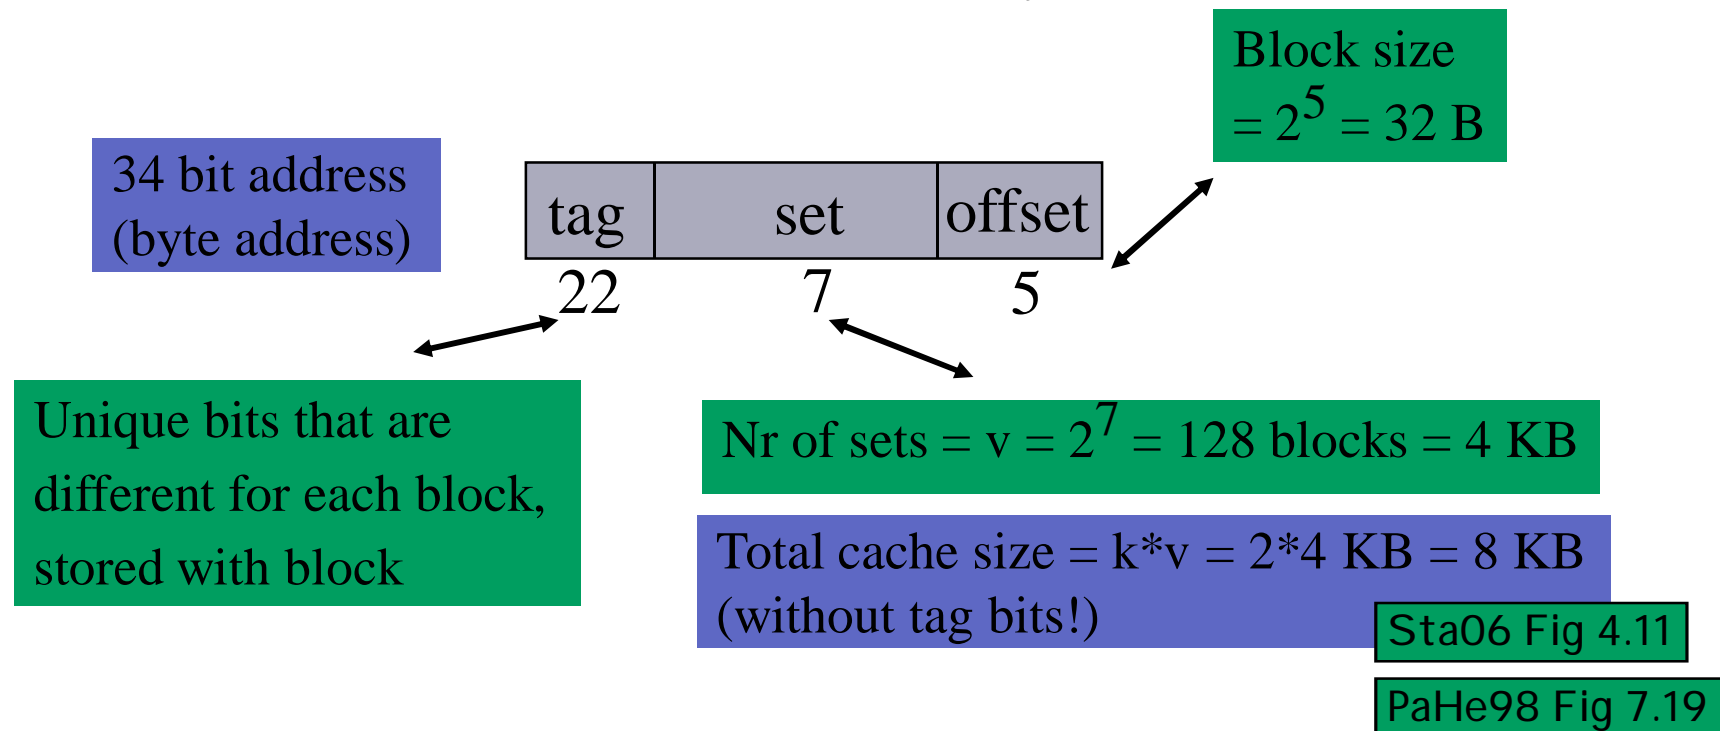 Block size
= 2^5 = 32 B
34 bit address
(byte address)
tag set offset
22 7 5
Unique bits that are
different for each block,
stored with block
Nr of sets = v = 2^7 = 128 blocks = 4 KB
Total cache size = k*v = 2*4 KB = 8 KB
(without tag bits!)
Sta06 Fig 4.11
PaHe98 Fig 7.19